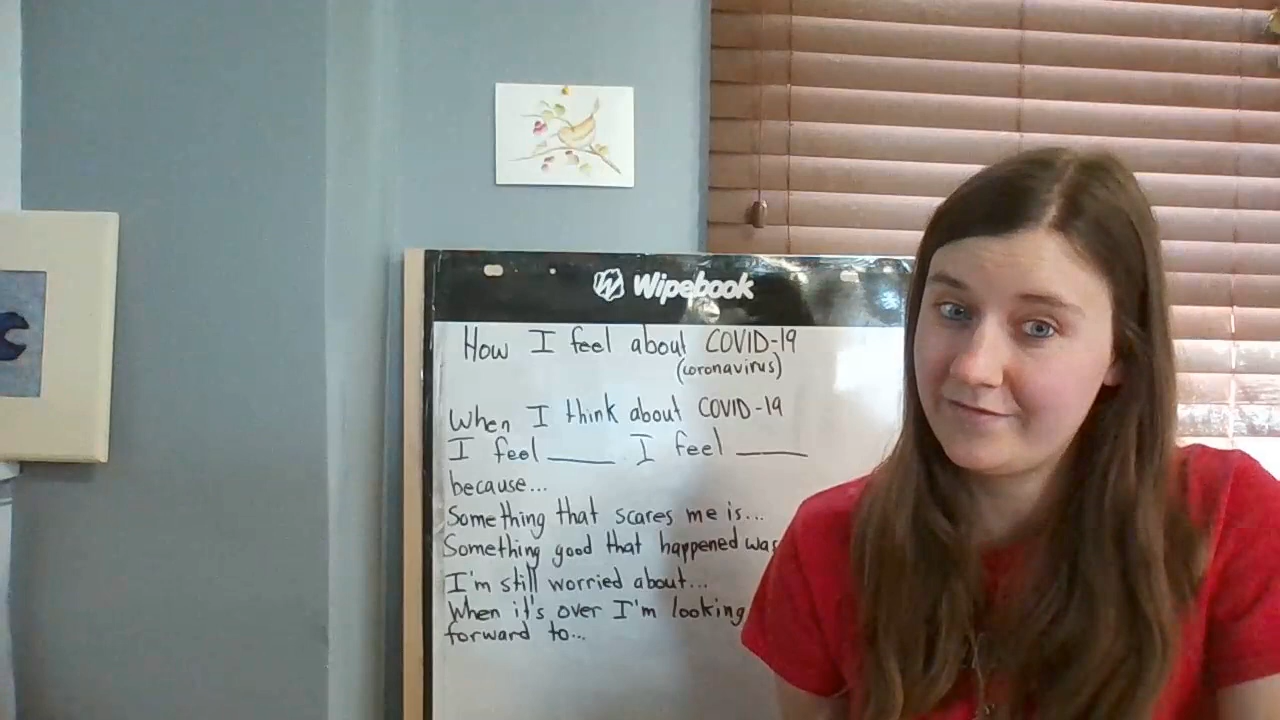 Wipebook
How I feel about COVID-19
(coronavirus)
When I think about COVID-19
I feel ____ I feel ____
because...
Something that scares me is...
Something good that happened was
I'm still worried about...
When it's over I'm looking
forward to...